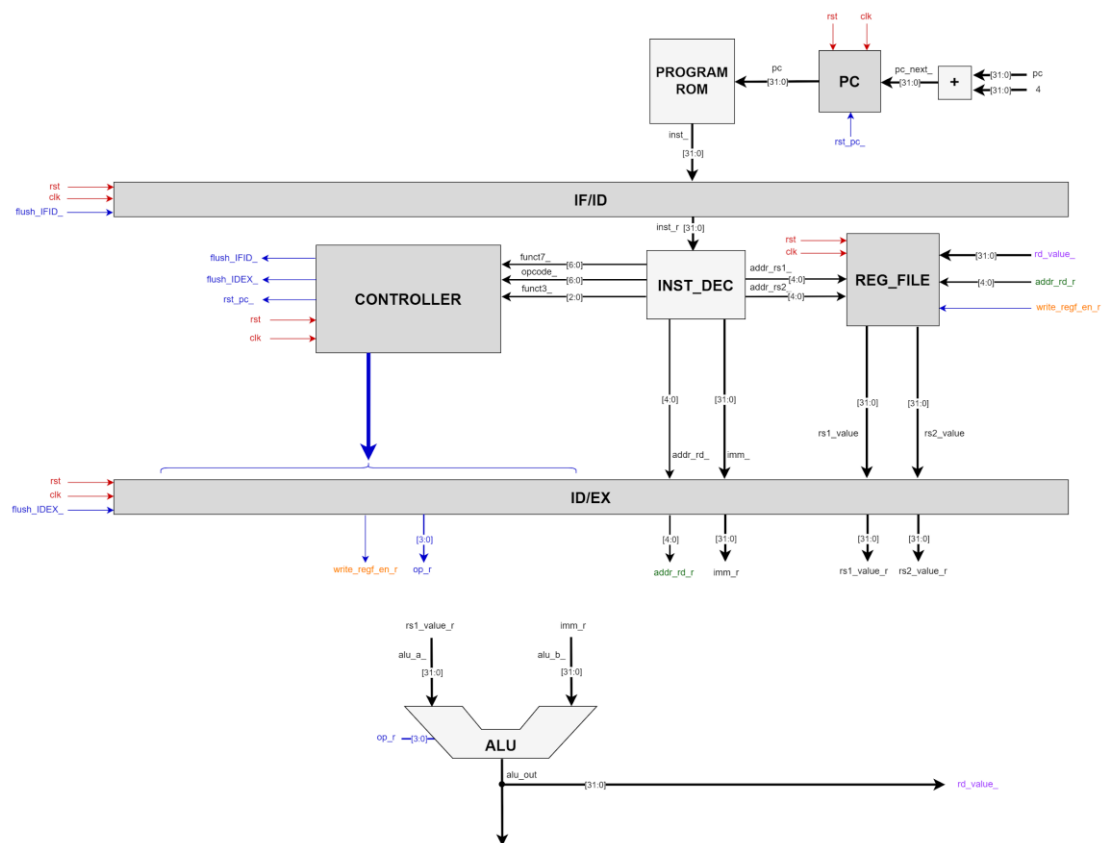 rst
clk
PROGRAM
ROM
pc
[31:0]
PC
pc_next_
[31:0]
+
[31:0]
pc
[31:0]
4
rst_pc_
inst_
[31:0]
rst
clk
flush_IFID_
IF/ID
inst_r
[31:0]
flush_IFID_
flush_IDEX_
rst_pc_
rst
clk
CONTROLLER
funct7_
[6:0]
opcode_
[6:0]
funct3_
[2:0]
INST_DEC
addr_rs1_
[4:0]
addr_rs2_
[4:0]
rst
clk
REG_FILE
[31:0]
rd_value_
[4:0]
addr_rd_r
write_regf_en_r
[4:0]
[31:0]
[31:0]
[31:0]
rs1_value
rs2_value
addr_rd_
imm_
rst
clk
flush_IDEX_
ID/EX
[3:0]
[4:0]
[31:0]
[31:0]
[31:0]
write_regf_en_r
op_r
addr_rd_r
imm_r
rs1_value_r
rs2_value_r
rs1_value_r
imm_r
alu_a_
[31:0]
alu_b_
[31:0]
op_r
[3:0]
ALU
alu_out
[31:0]
rd_value_